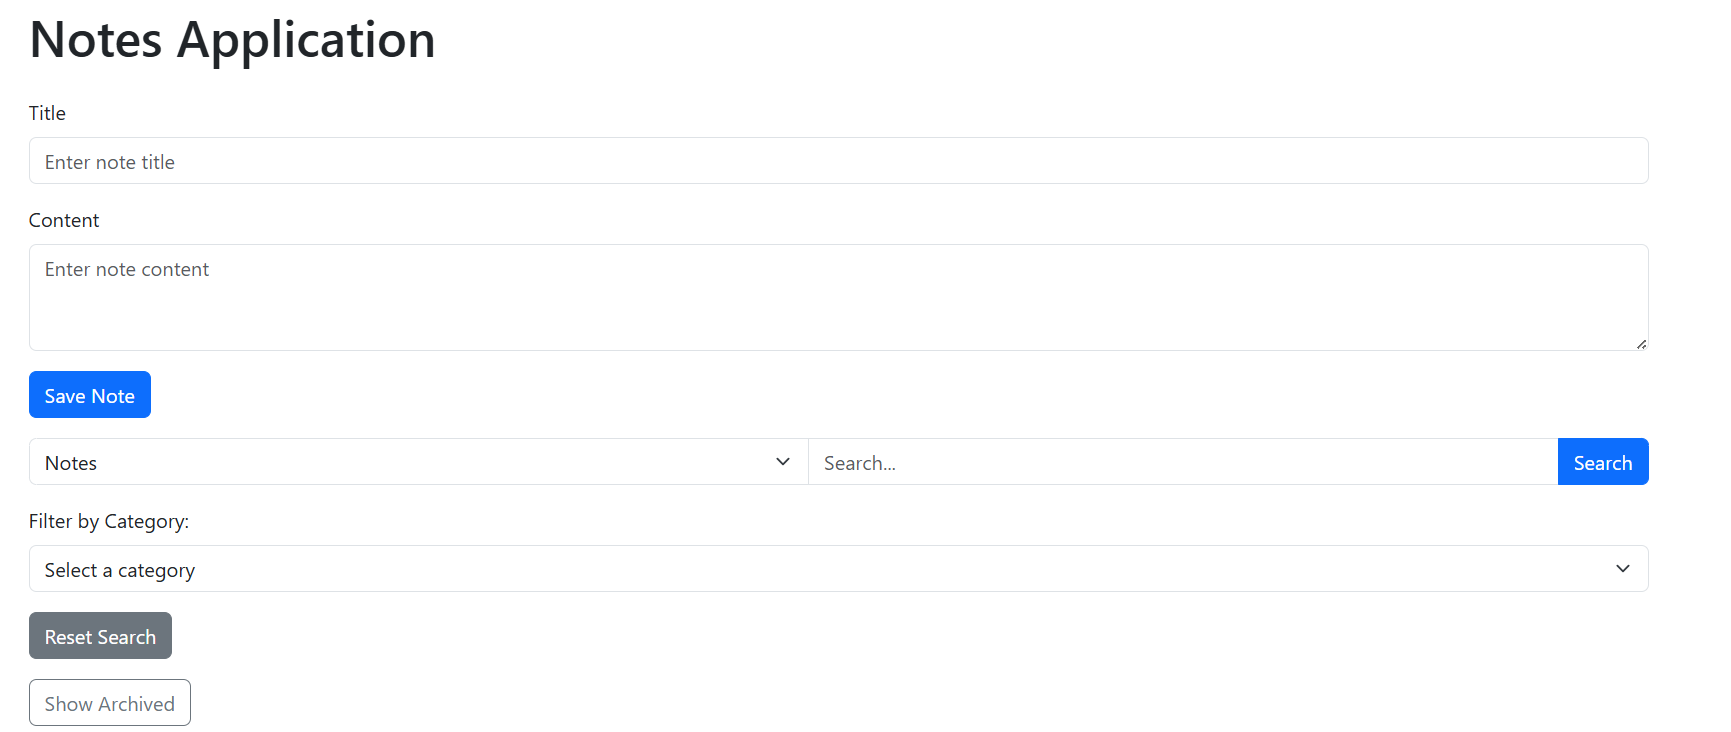 Notes Application
Title
Enter note title
Content
Enter note content
Save Note
Notes Search... Search
Filter by Category:
Select a category
Reset Search
Show Archived